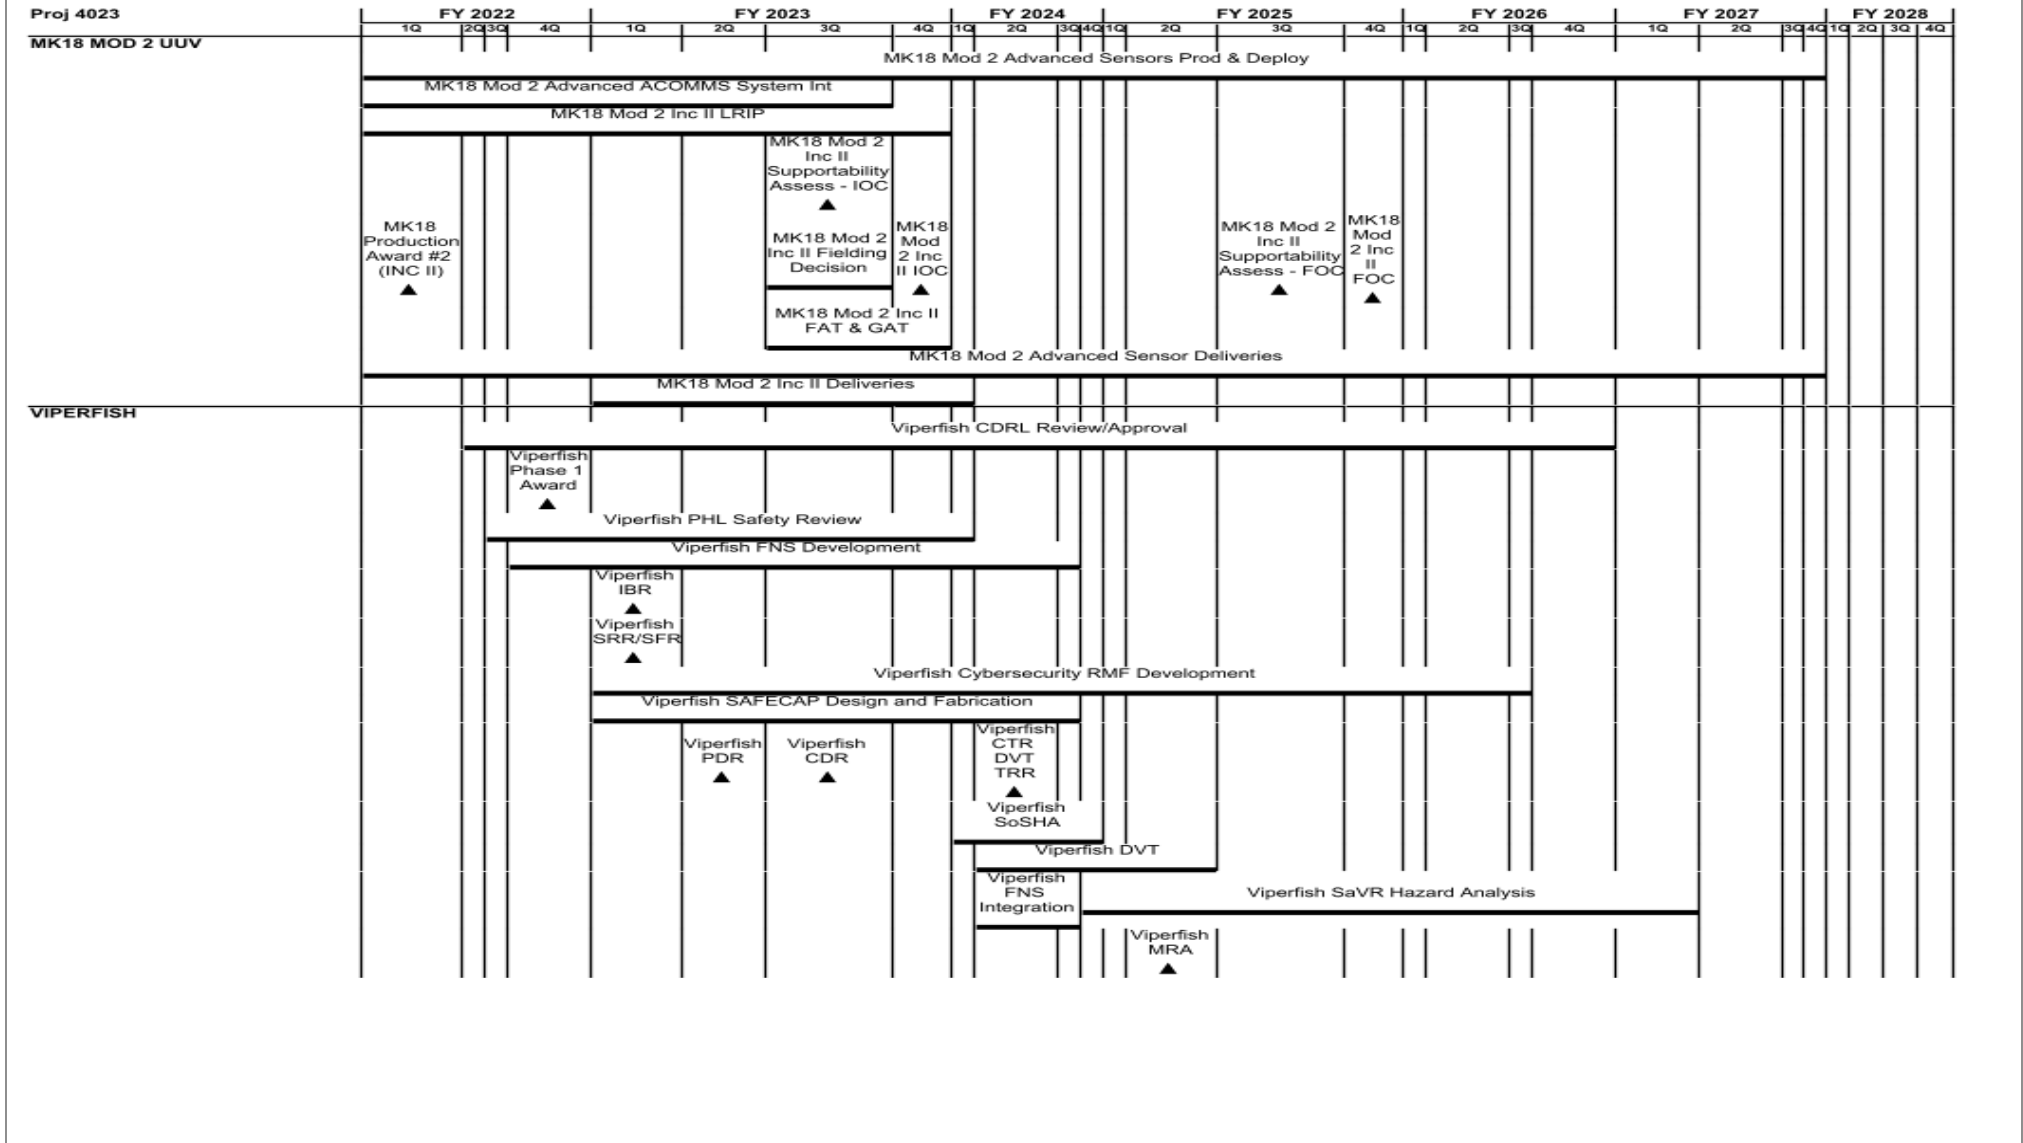 Proj 4023 FY 2022 FY 2023 FY 2024 FY 2025 FY 2026 FY 2027 FY 2028
1Q 2Q 3Q 4Q 1Q 2Q 3Q 4Q 1Q 2Q 3Q 4Q 1Q 2Q 3Q 4Q 1Q 2Q 3Q 4Q 1Q 2Q 3Q 4Q 1Q 2Q 3Q 4Q
MK18 MOD 2 UUV
MK18 Mod 2 Advanced Sensors Prod & Deploy
MK18 Mod 2 Advanced ACOMMS System Int
MK18 Mod 2 Inc II LRIP
MK18 Mod 2
Inc II
Supportability
Assess - IOC
MK18
Production
Award #2
(INC II)
MK18 Mod 2
Inc II Fielding
Decision
MK18
Mod
2 Inc
II IOC
MK18 Mod 2
Inc II
Supportability
Assess - FOC
MK18
Mod
2 Inc
II
FOC
MK18 Mod 2 Inc II
FAT & GAT
MK18 Mod 2 Advanced Sensor Deliveries
MK18 Mod 2 Inc II Deliveries
VIPERFISH
Viperfish CDRL Review/Approval
Viperfish
Phase 1
Award
Viperfish PHL Safety Review
Viperfish FNS Development
Viperfish
IBR
Viperfish
SRR/SFR
Viperfish Cybersecurity RMF Development
Viperfish SAFECAP Design and Fabrication
Viperfish
PDR
Viperfish
CDR
Viperfish
CTR
DVT
TRR
Viperfish
SoSHA
Viperfish DVT
Viperfish
FNS
Integration
Viperfish SaVR Hazard Analysis
Viperfish
MRA